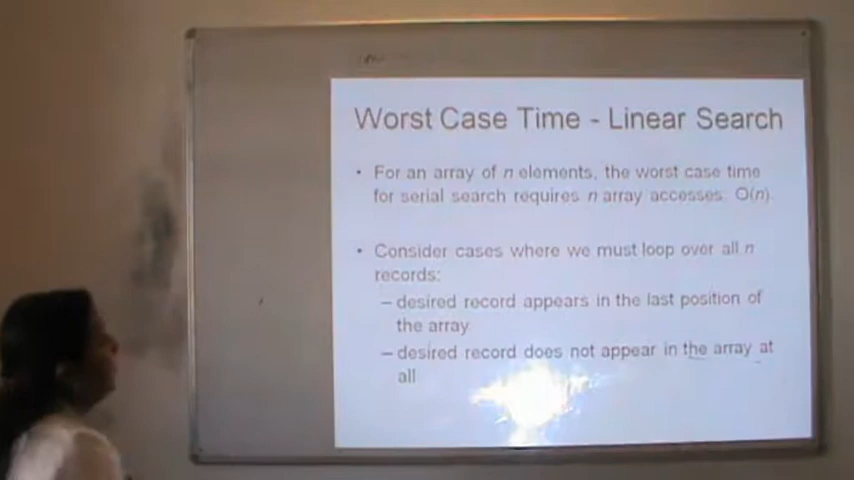 Worst Case Time - Linear Search
• For an array of n elements, the worst case time
for serial search requires n array accesses: O(n).
• Consider cases where we must loop over all n
records:
– desired record appears in the last position of
the array
– desired record does not appear in the array at
all